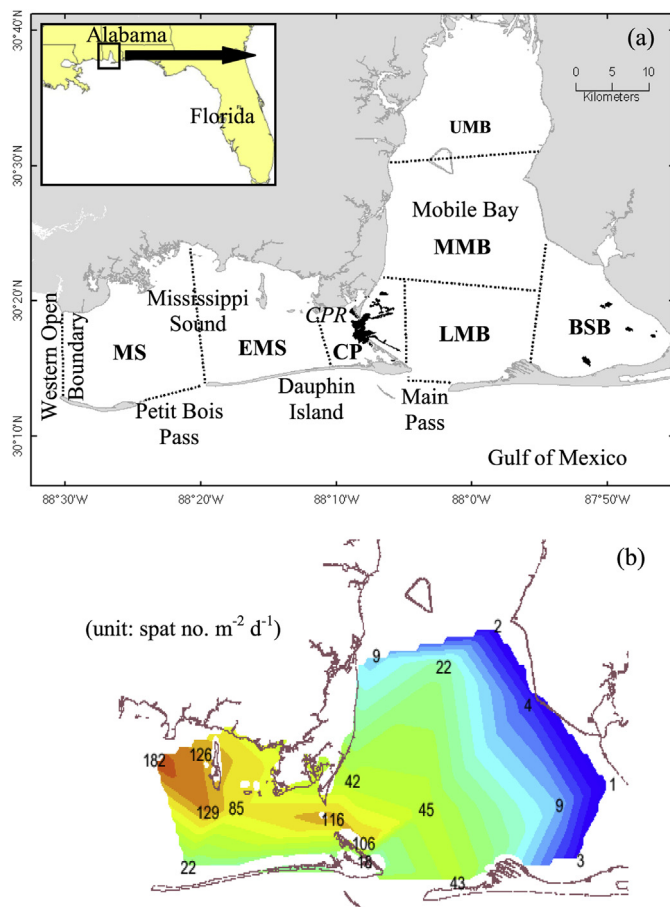 30°40'N
30°30'N
30°20'N
30°10'N
Alabama
Florida
(a)
0 5 10
Kilometers
UMB
Mobile Bay
MMB
Western Open
Boundary
Mississippi
Sound
MS
EMS
CPR
CP
LMB
BSB
Dauphin
Island
Petit Bois
Pass
Main
Pass
Gulf of Mexico
88°30'W 88°20'W 88°10'W 88°0'W 87°50'W
(b)
(unit: spat no. m⁻² d⁻¹)
2
9
22
4
182
126
42
1
129
85
45
9
116
106
18
3
22
43